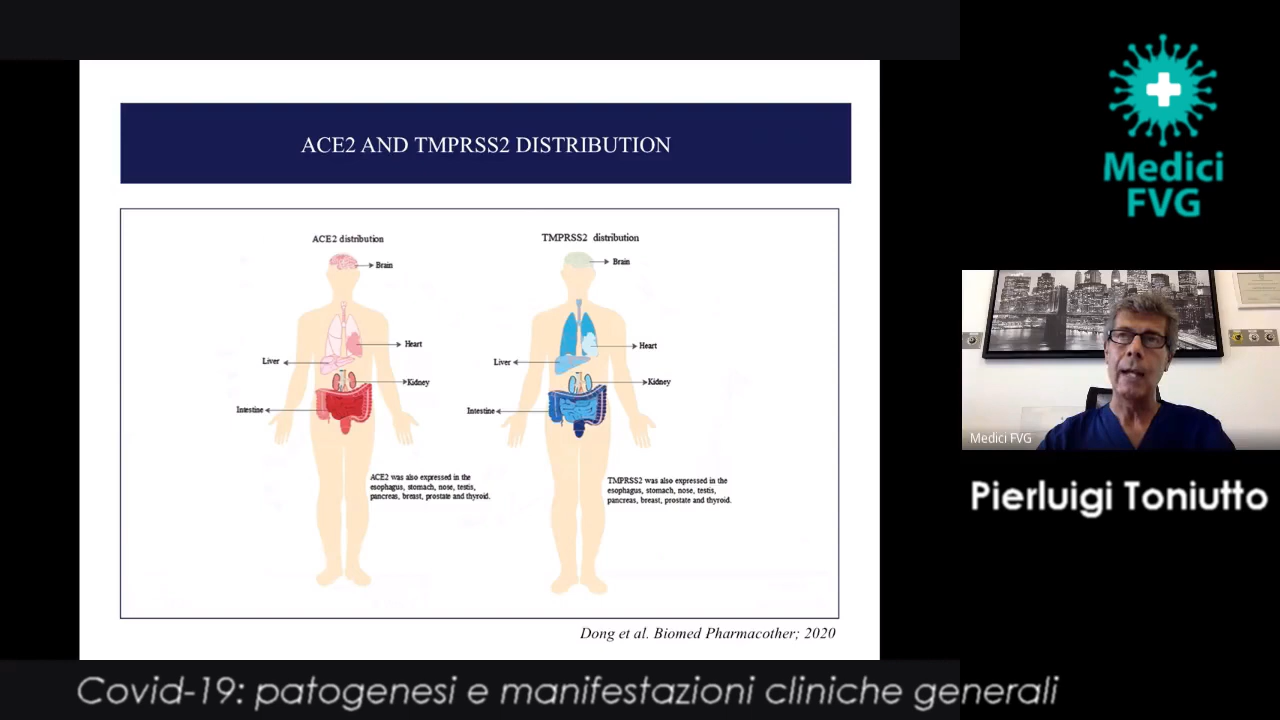 ACE2 AND TMPRSS2 DISTRIBUTION
ACE2 distribution
Brain
Heart
Liver
Kidney
Intestine
ACE2 was also expressed in the
esophagus, stomach, nose, testis,
pancreas, breast, prostate and thyroid.
TMPRSS2 distribution
Brain
Heart
Liver
Kidney
Intestine
TMPRSS2 was also expressed in the
esophagus, stomach, nose, testis,
pancreas, breast, prostate and thyroid.
Dong et al. Biomed Pharmacother; 2020
Medici
FVG
Medici FVG
Pierluigi Toniutto
Covid-19: patogenesi e manifestazioni cliniche generali